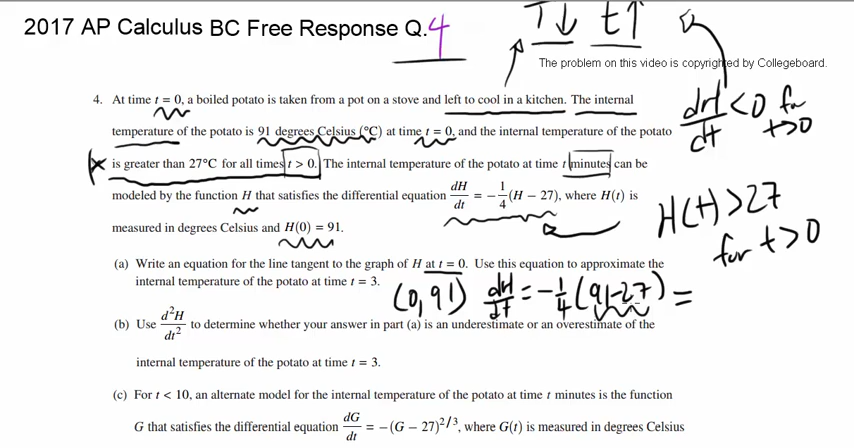 2017 AP Calculus BC Free Response Q.4
T↓ t↑
The problem on this video is copyrighted by Collegeboard.
dH/dt < 0 for t>0
4. At time t = 0, a boiled potato is taken from a pot on a stove and left to cool in a kitchen. The internal
temperature of the potato is 91 degrees Celsius (°C) at time t = 0, and the internal temperature of the potato
is greater than 27°C for all times t > 0. The internal temperature of the potato at time t minutes can be
modeled by the function H that satisfies the differential equation dH/dt = −1/4(H − 27), where H(t) is
measured in degrees Celsius and H(0) = 91.
H(t) > 27
for t > 0
(a) Write an equation for the line tangent to the graph of H at t = 0. Use this equation to approximate the
internal temperature of the potato at time t = 3.
(0, 91) dH/dt = −1/4(91−27) =
(b) Use d²H/dt² to determine whether your answer in part (a) is an underestimate or an overestimate of the
internal temperature of the potato at time t = 3.
(c) For t < 10, an alternate model for the internal temperature of the potato at time t minutes is the function
G that satisfies the differential equation dG/dt = −(G − 27)^2/3, where G(t) is measured in degrees Celsius